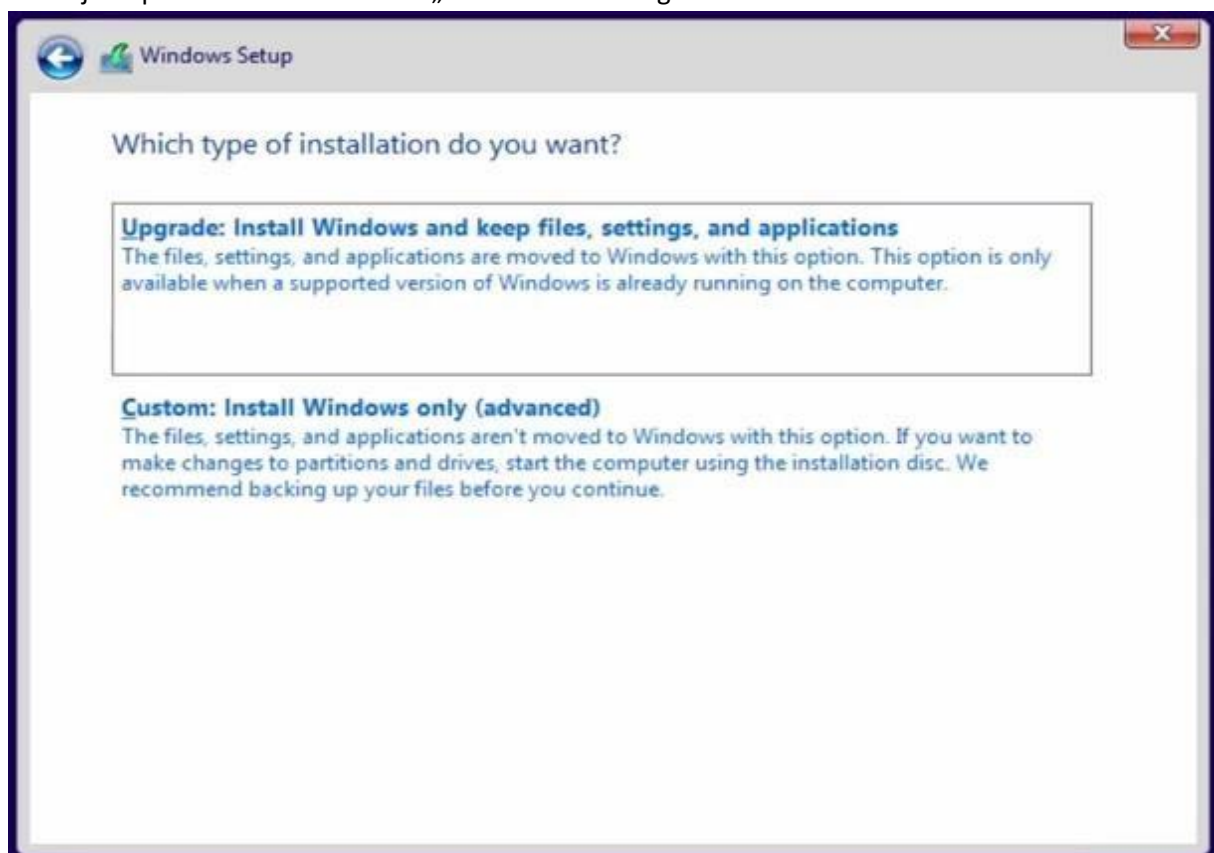 Windows Setup
Which type of installation do you want?
Upgrade: Install Windows and keep files, settings, and applications
The files, settings, and applications are moved to Windows with this option. This option is only
available when a supported version of Windows is already running on the computer.
Custom: Install Windows only (advanced)
The files, settings, and applications aren't moved to Windows with this option. If you want to
make changes to partitions and drives, start the computer using the installation disc. We
recommend backing up your files before you continue.